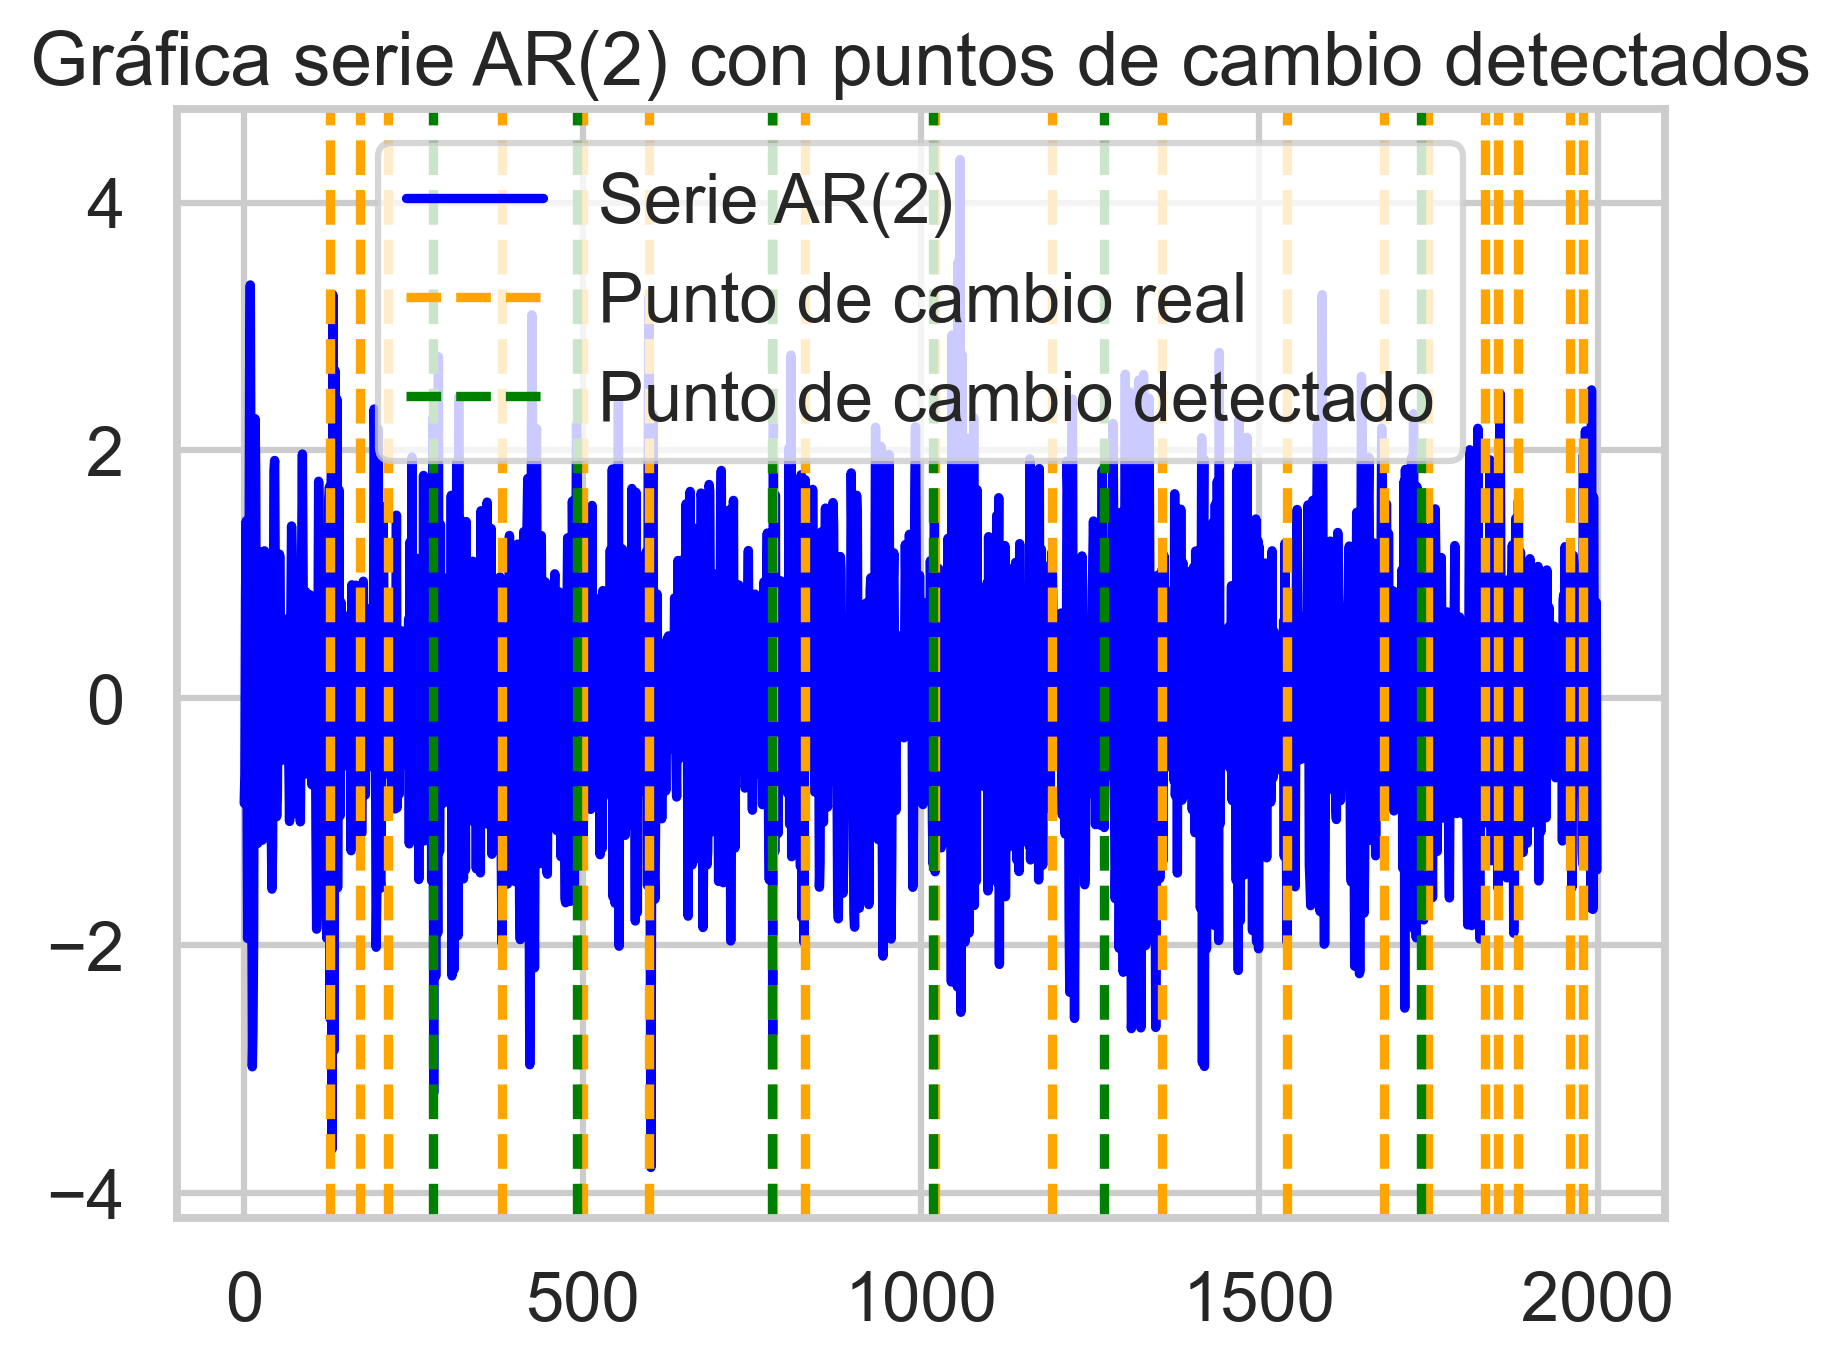 Gráfica serie AR(2) con puntos de cambio detectados
Serie AR(2)
Punto de cambio real
Punto de cambio detectado
4
2
0
−2
−4
0 500 1000 1500 2000